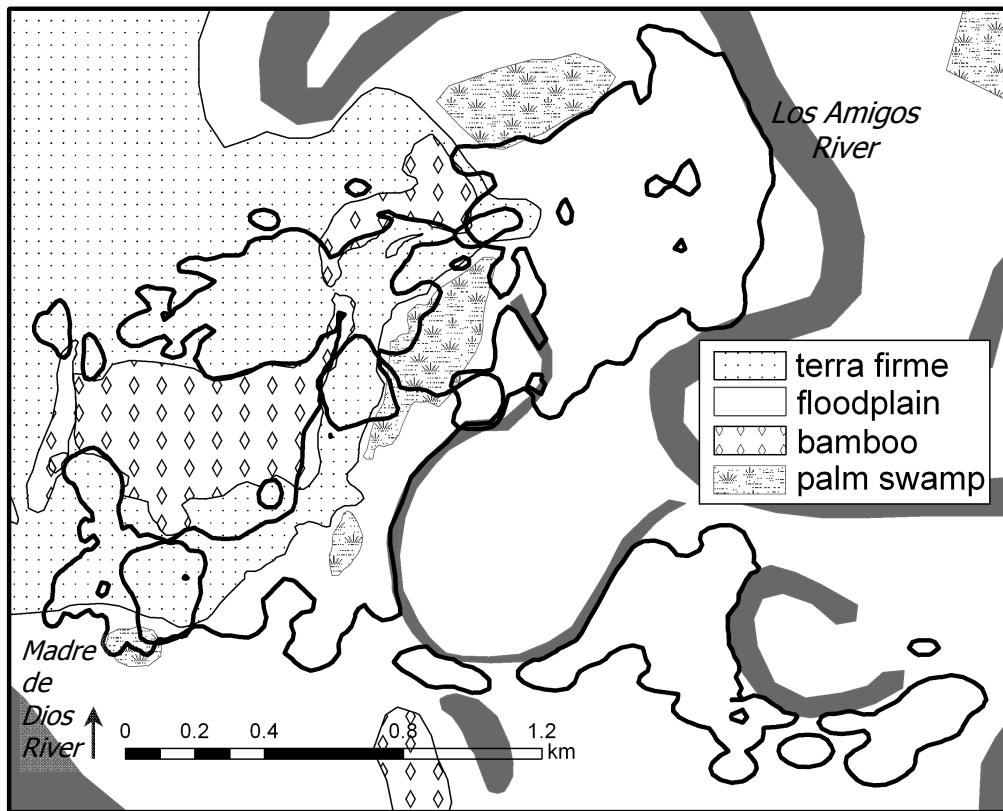 Los Amigos
River
terra firme
floodplain
bamboo
palm swamp
Madre
de
Dios
River
0 0.2 0.4 0.8 1.2
km